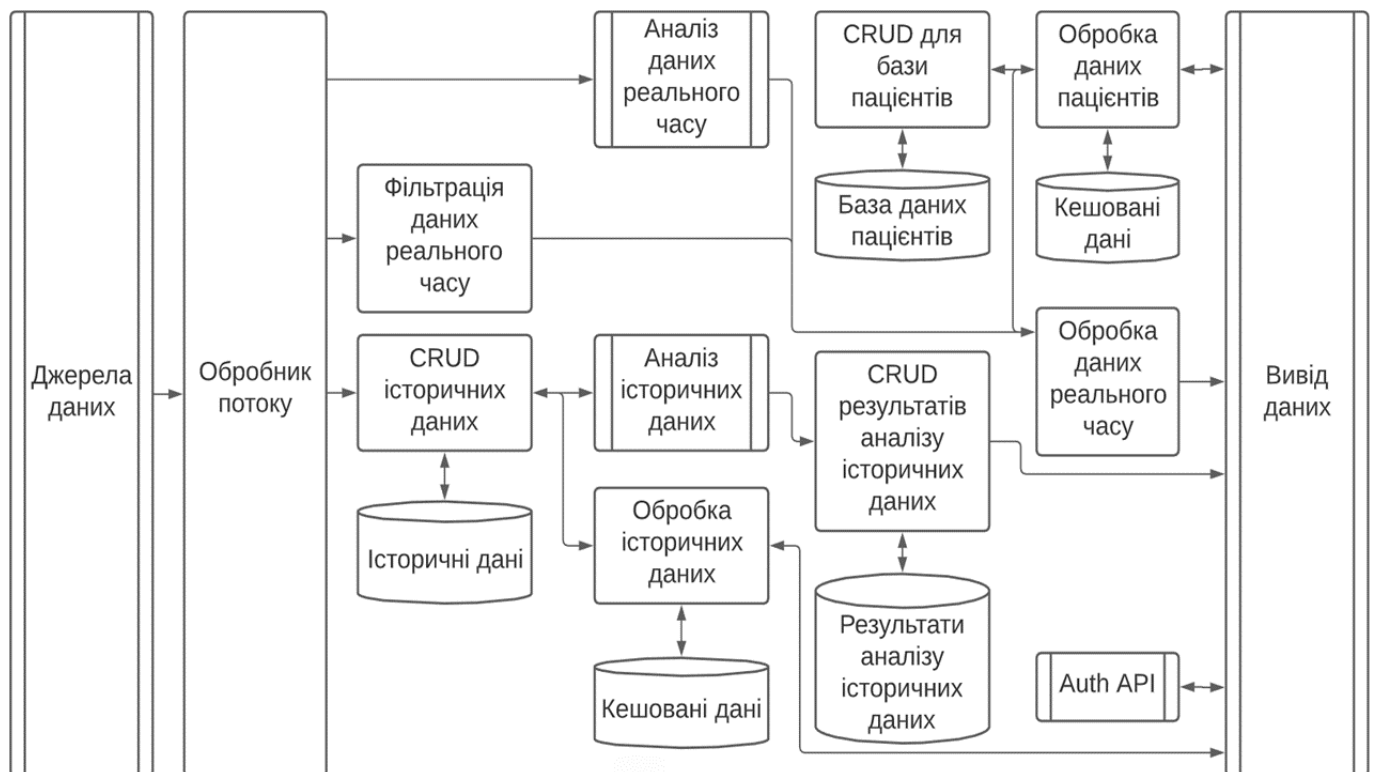 Джерела
даних
Обробник
потоку
Аналіз
даних
реального
часу
Фільтрація
даних
реального
часу
CRUD
історичних
даних
Історичні дані
Аналіз
історичних
даних
Обробка
історичних
даних
Кешовані дані
CRUD для
бази
пацієнтів
База даних
пацієнтів
Обробка
даних
пацієнтів
Кешовані
дані
Обробка
даних
реального
часу
CRUD
результатів
аналізу
історичних
даних
Результати
аналізу
історичних
даних
Auth API
Вивід
даних